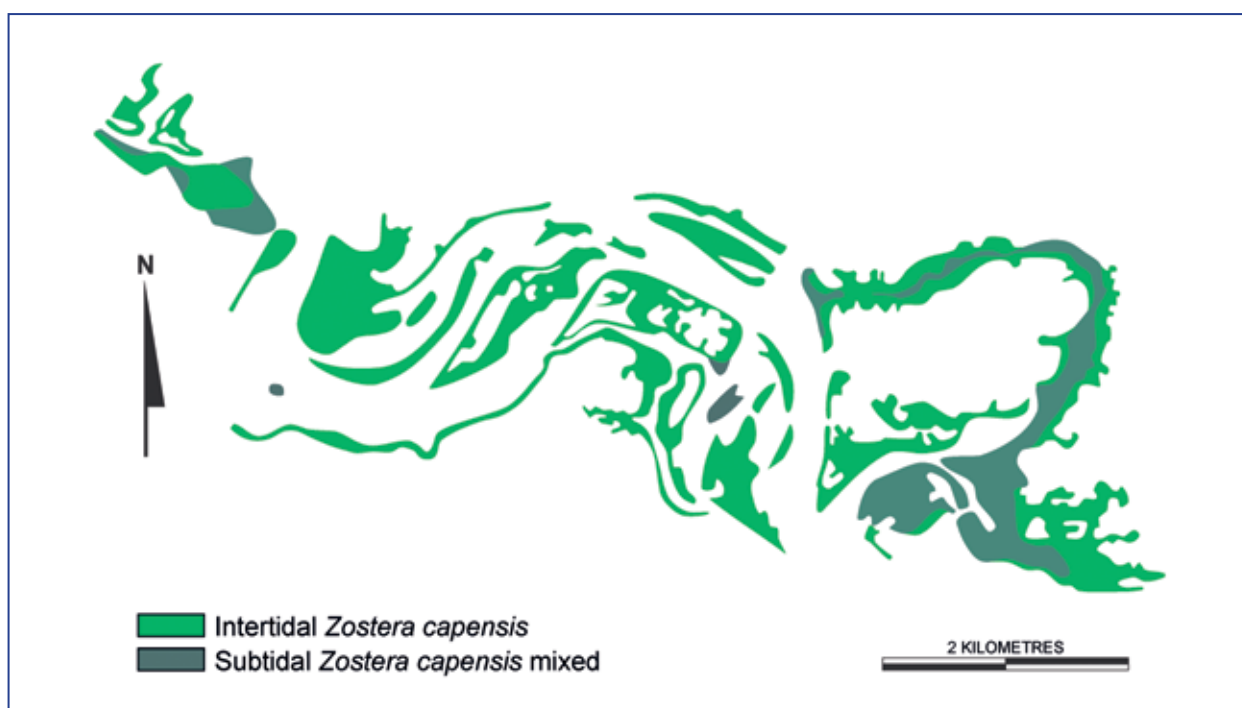 N
Intertidal Zostera capensis
Subtidal Zostera capensis mixed
2 KILOMETRES